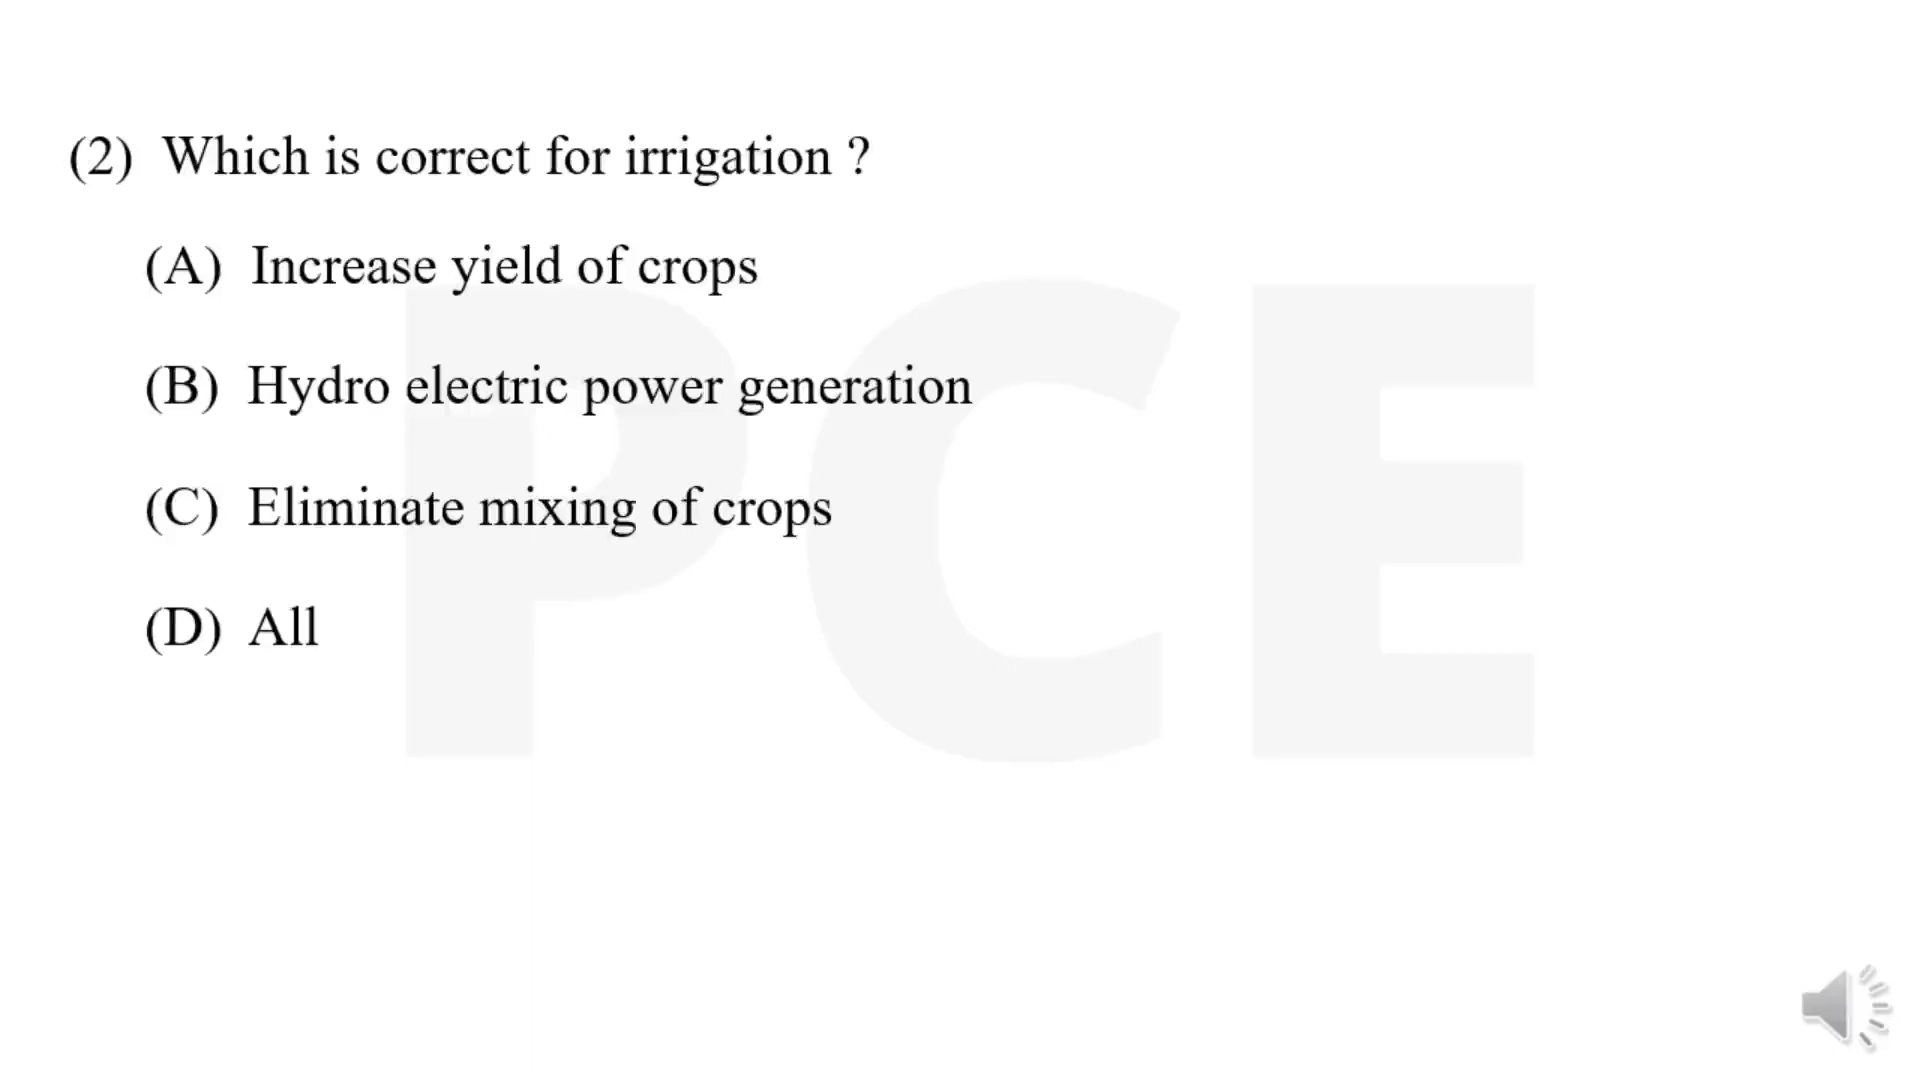 (2) Which is correct for irrigation ?
(A) Increase yield of crops
(B) Hydro electric power generation
(C) Eliminate mixing of crops
(D) All
PCE